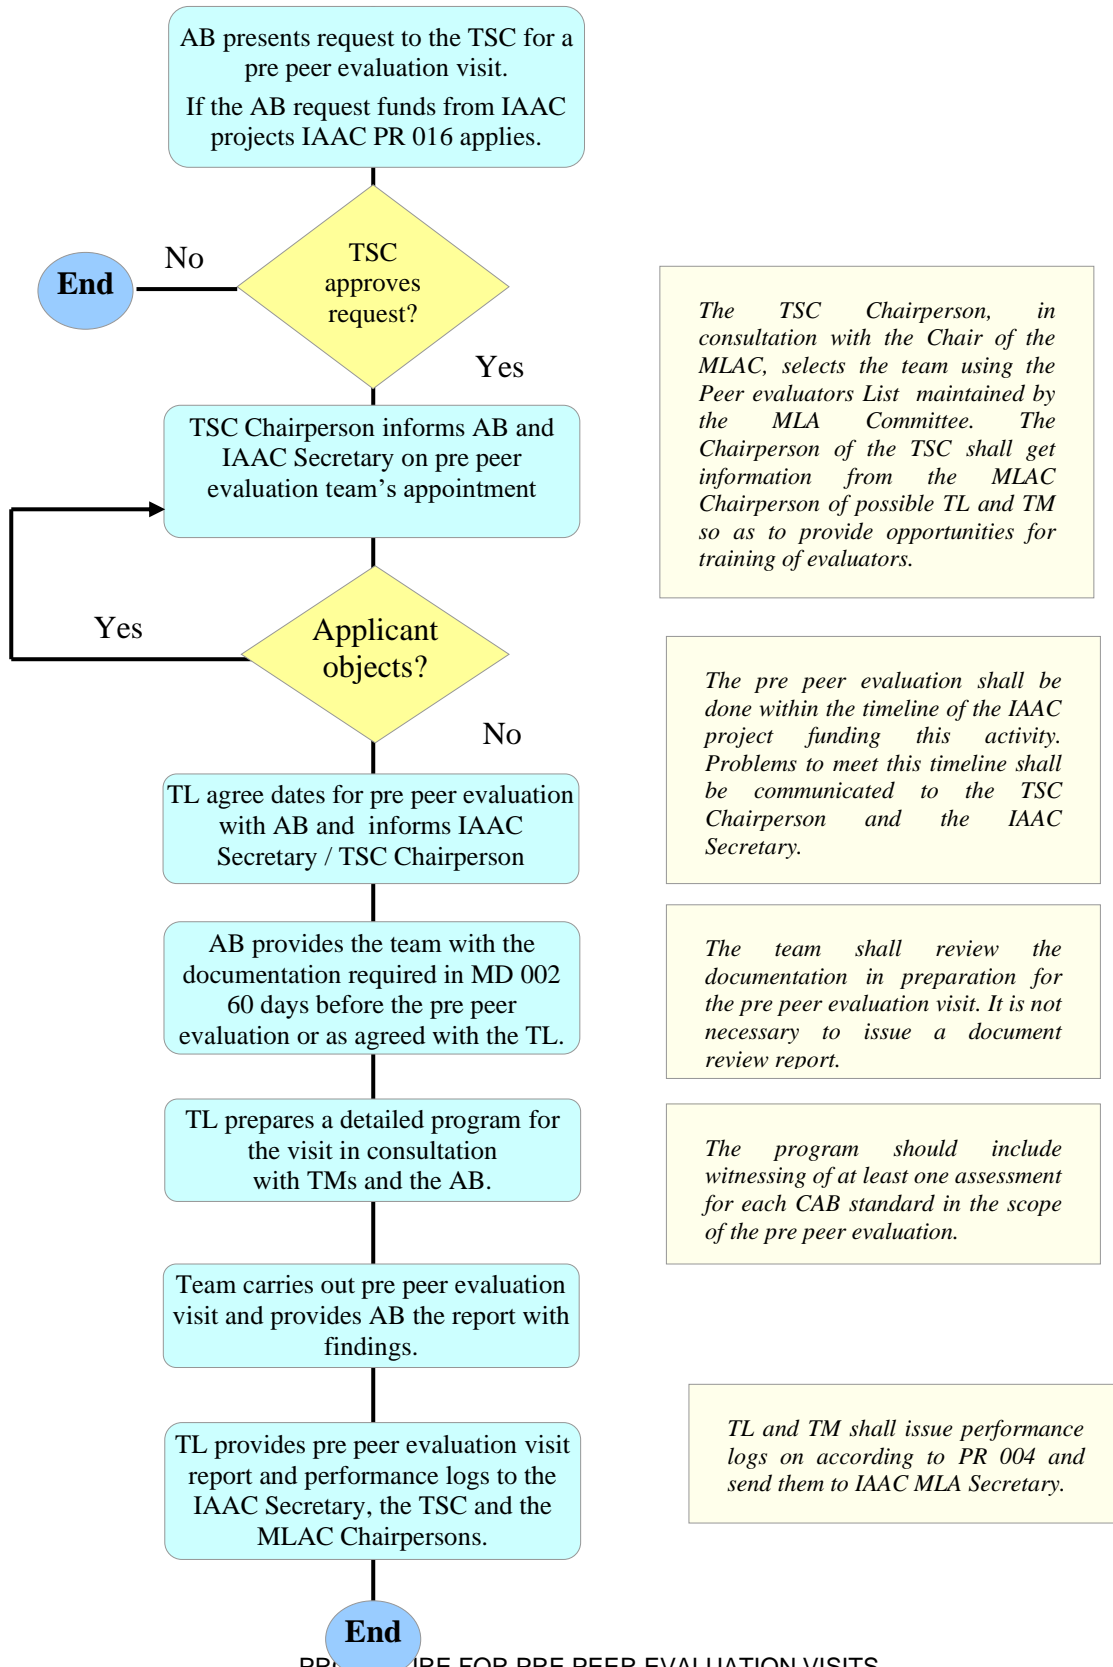 AB presents request to the TSC for a
pre peer evaluation visit.
If the AB request funds from IAAC
projects IAAC PR 016 applies.
No
End
TSC
approves
request?
Yes
The TSC Chairperson, in
consultation with the Chair of the
MLAC, selects the team using the
Peer evaluators List maintained by
the MLA Committee. The
Chairperson of the TSC shall get
information from the MLAC
Chairperson of possible TL and TM
so as to provide opportunities for
training of evaluators.
TSC Chairperson informs AB and
IAAC Secretary on pre peer
evaluation team's appointment
Yes
Applicant
objects?
No
The pre peer evaluation shall be
done within the timeline of the IAAC
project funding this activity.
Problems to meet this timeline shall
be communicated to the TSC
Chairperson and the IAAC
Secretary.
TL agree dates for pre peer evaluation
with AB and informs IAAC
Secretary / TSC Chairperson
AB provides the team with the
documentation required in MD 002
60 days before the pre peer
evaluation or as agreed with the TL.
The team shall review the
documentation in preparation for
the pre peer evaluation visit. It is not
necessary to issue a document
review report.
TL prepares a detailed program for
the visit in consultation
with TMs and the AB.
The program should include
witnessing of at least one assessment
for each CAB standard in the scope
of the pre peer evaluation.
Team carries out pre peer evaluation
visit and provides AB the report with
findings.
TL provides pre peer evaluation visit
report and performance logs to the
IAAC Secretary, the TSC and the
MLAC Chairpersons.
TL and TM shall issue performance
logs on according to PR 004 and
send them to IAAC MLA Secretary.
End
FOR PRE PEER EVALUATION VISITS